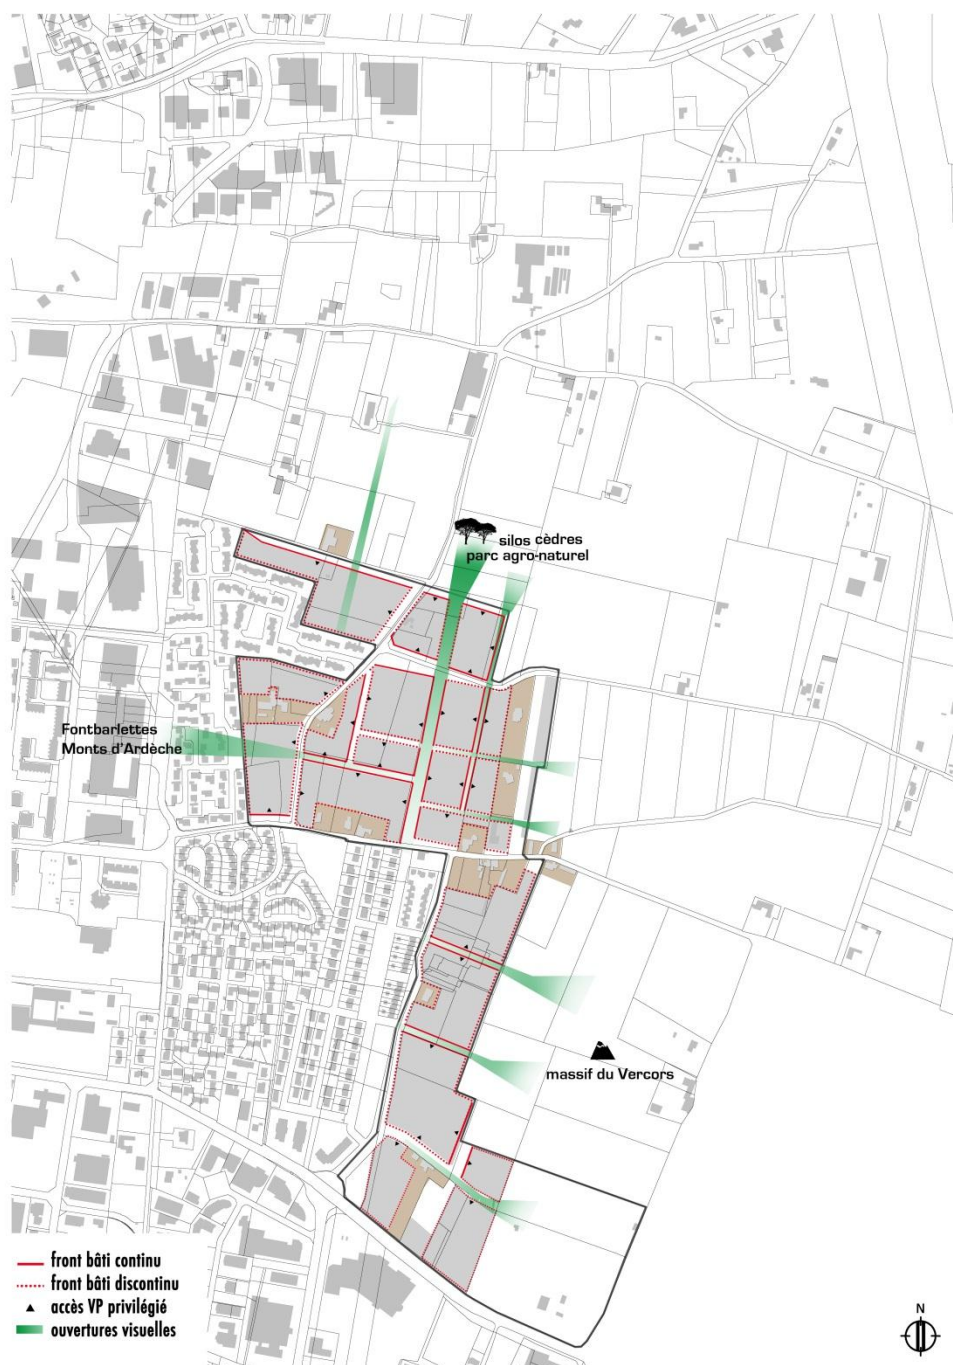 silos cèdres
parc agro-naturel
Fontbarlettes
Monts d'Ardèche
massif du Vercors
front bâti continu
front bâti discontinu
accès VP privilégié
ouvertures visuelles
N